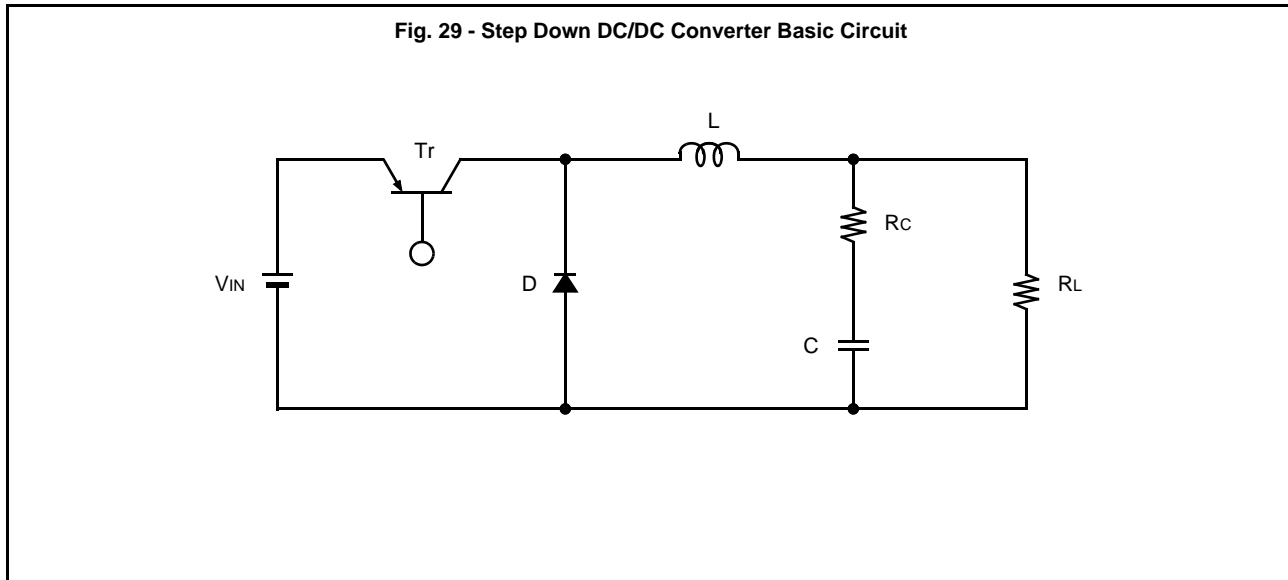 Fig. 29 - Step Down DC/DC Converter Basic Circuit
L
Tr
RC
VIN
D
RL
C